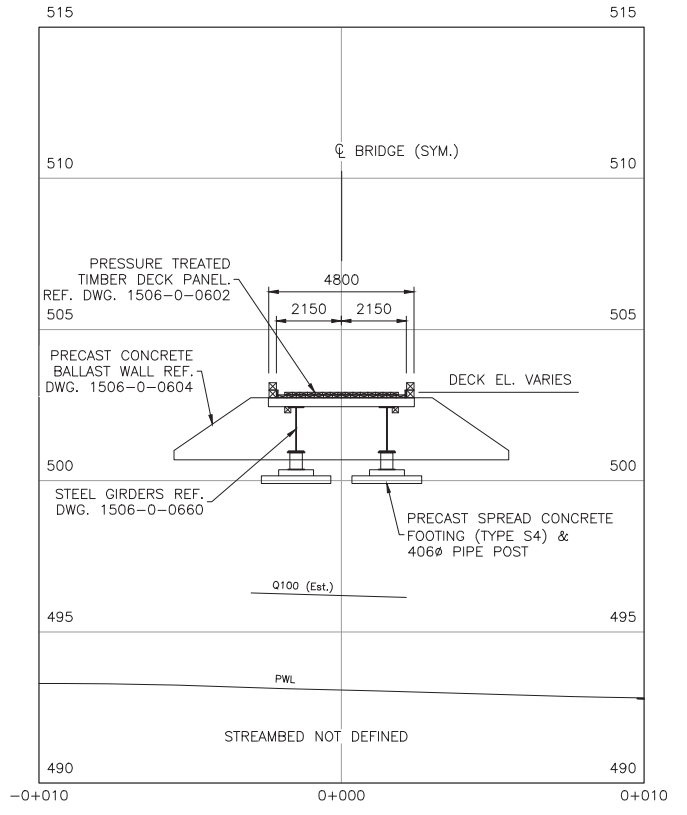 515 515
℄ BRIDGE (SYM.)
510 510
PRESSURE TREATED
TIMBER DECK PANEL.
REF. DWG. 1506-0-0602
4800
2150 2150
505 505
PRECAST CONCRETE
BALLAST WALL REF.
DWG. 1506-0-0604
DECK EL. VARIES
500 500
STEEL GIRDERS REF.
DWG. 1506-0-0660
PRECAST SPREAD CONCRETE
FOOTING (TYPE S4) &
406ø PIPE POST
Q100 (Est.)
495 495
PWL
STREAMBED NOT DEFINED
490 490
-0+010 0+000 0+010